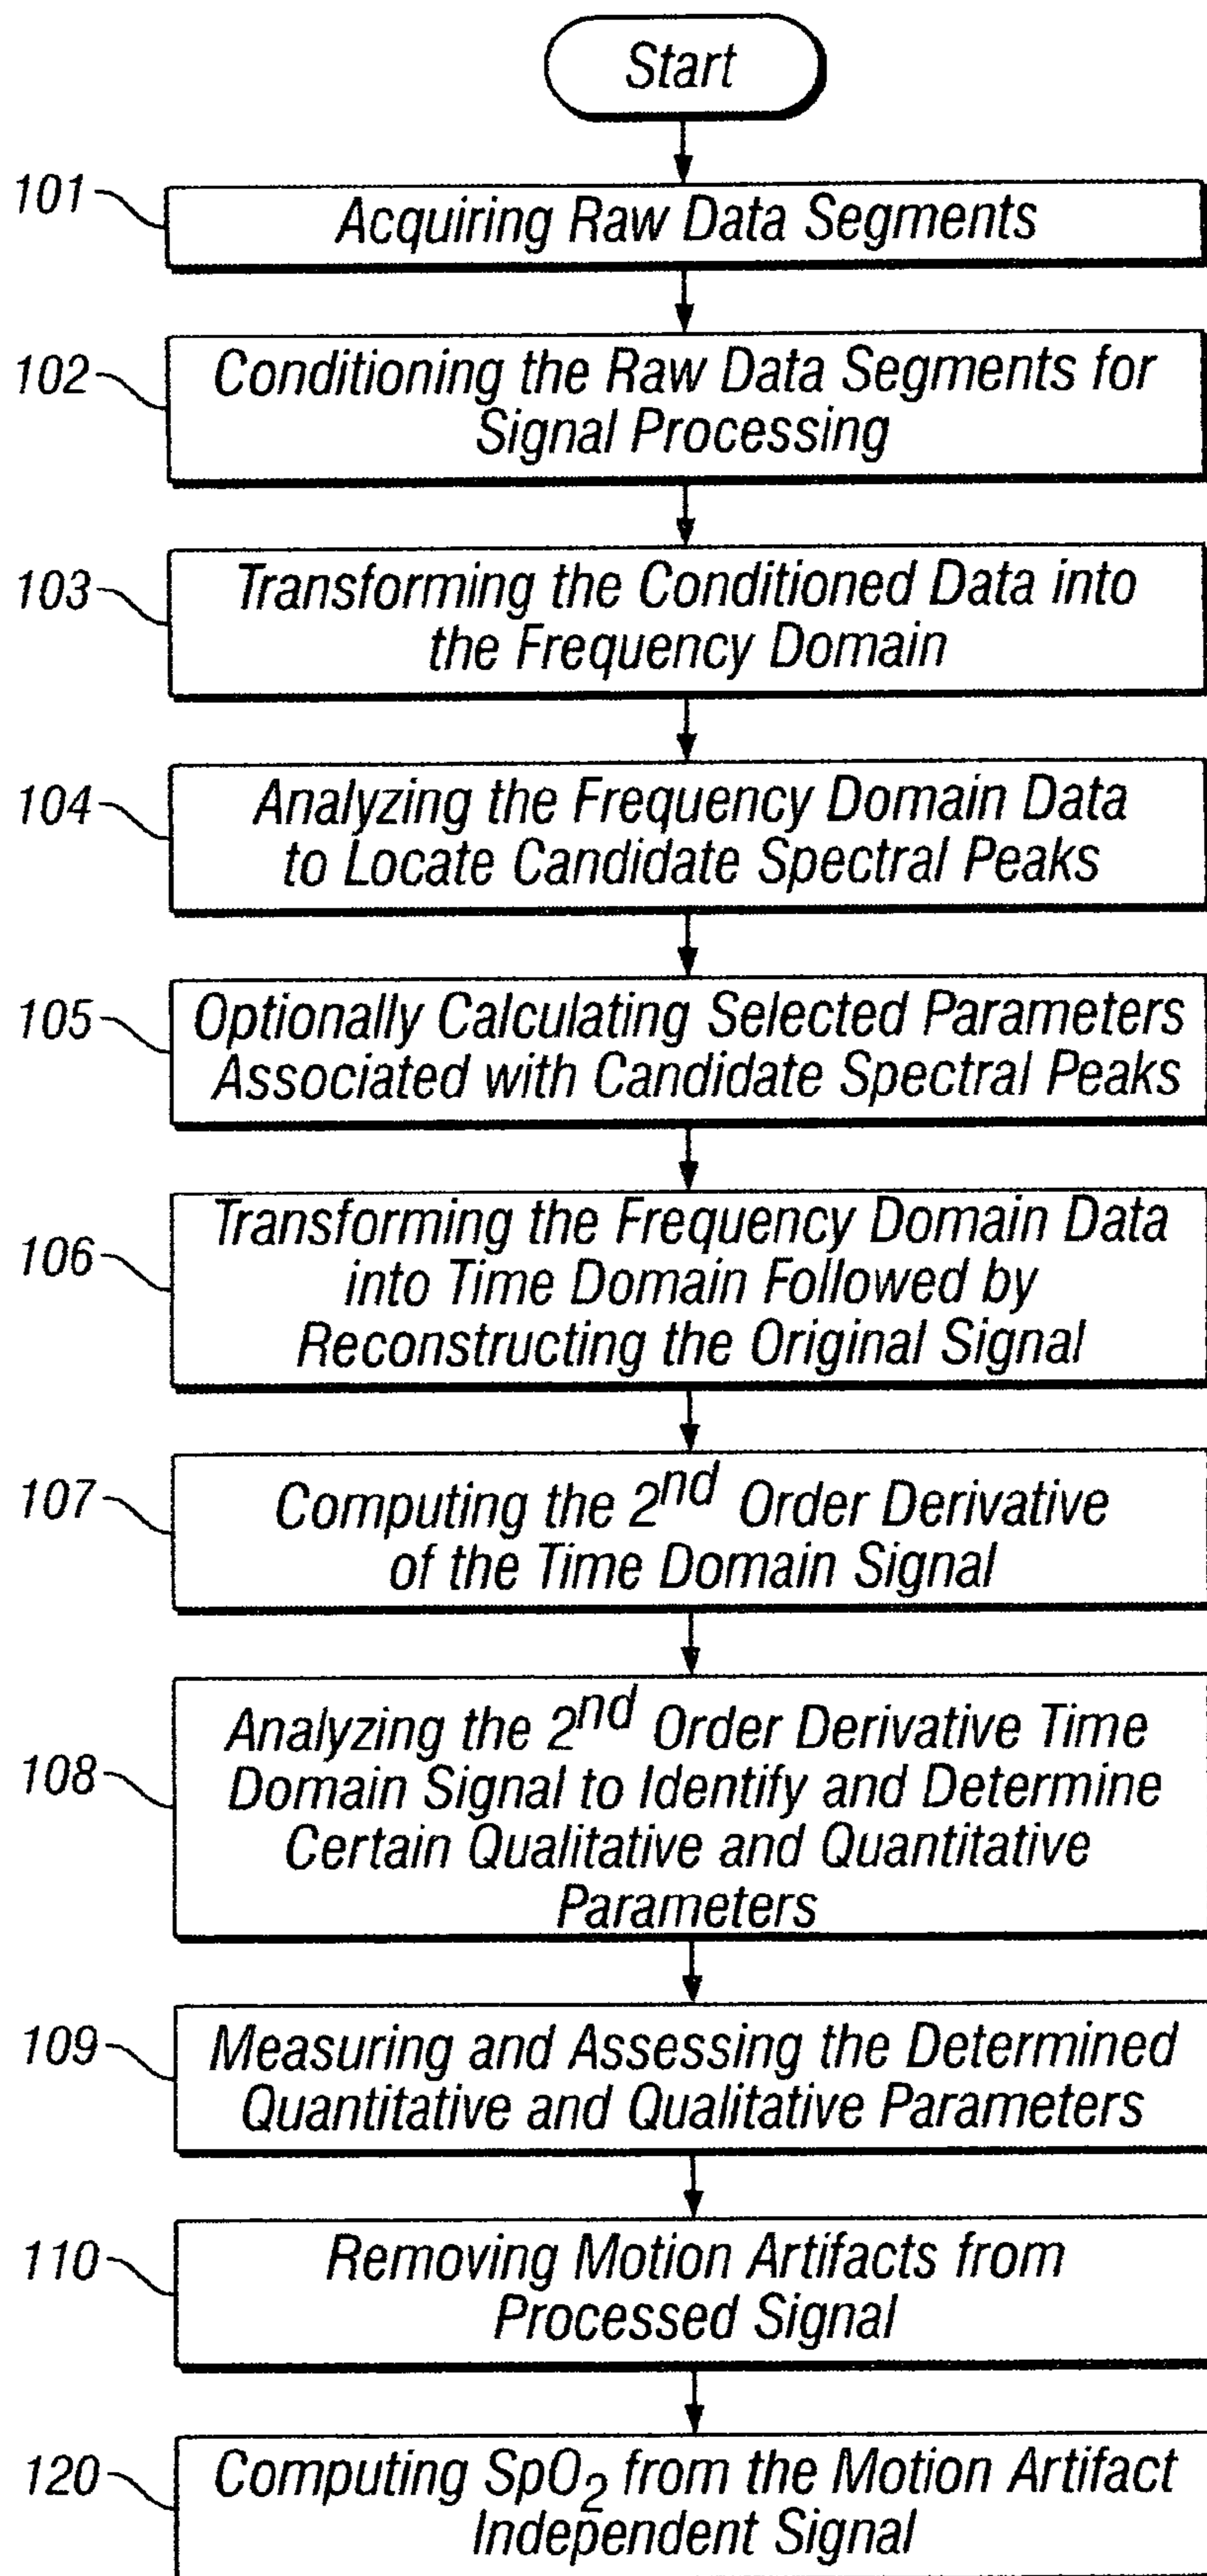 Start
101
Acquiring Raw Data Segments
102
Conditioning the Raw Data Segments for
Signal Processing
103
Transforming the Conditioned Data into
the Frequency Domain
104
Analyzing the Frequency Domain Data
to Locate Candidate Spectral Peaks
105
Optionally Calculating Selected Parameters
Associated with Candidate Spectral Peaks
106
Transforming the Frequency Domain Data
into Time Domain Followed by
Reconstructing the Original Signal
107
Computing the 2nd Order Derivative
of the Time Domain Signal
108
Analyzing the 2nd Order Derivative Time
Domain Signal to Identify and Determine
Certain Qualitative and Quantitative
Parameters
109
Measuring and Assessing the Determined
Quantitative and Qualitative Parameters
110
Removing Motion Artifacts from
Processed Signal
120
Computing SpO2 from the Motion Artifact
Independent Signal